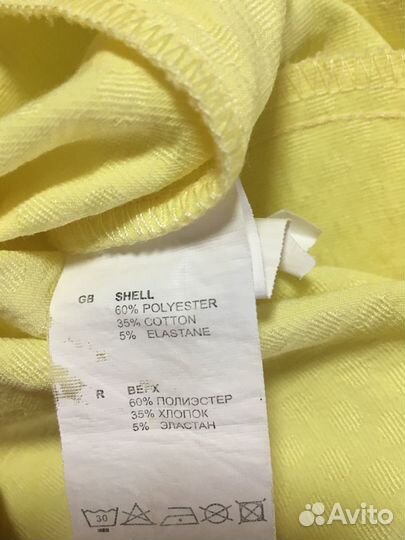 GB SHELL
60% POLYESTER
35% COTTON
5% ELASTANE
R ВЕРХ
60% ПОЛИЭСТЕР
35% ХЛОПОК
5% ЭЛАСТАН
30
Avito